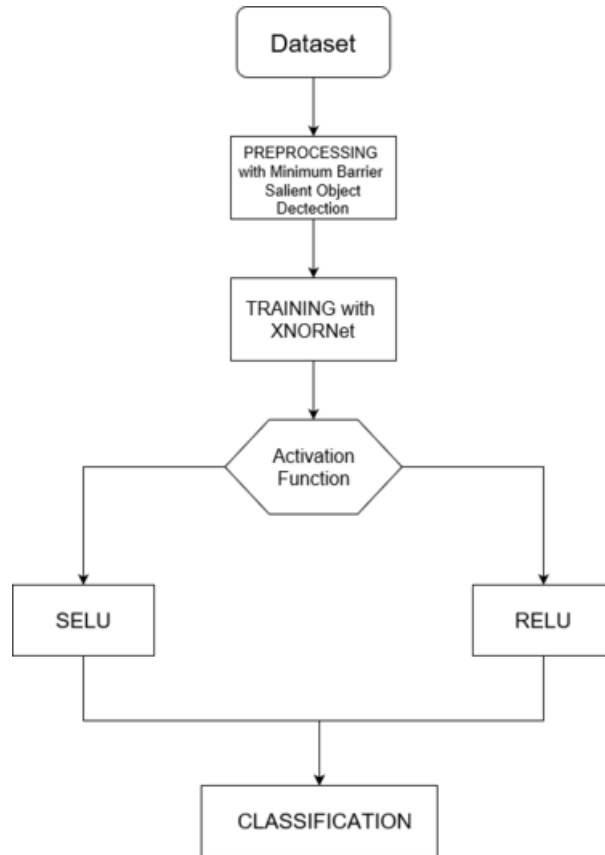 Dataset
PREPROCESSING
with Minimum Barrier
Salient Object
Dectection
TRAINING with
XNORNet
Activation
Function
SELU
RELU
CLASSIFICATION